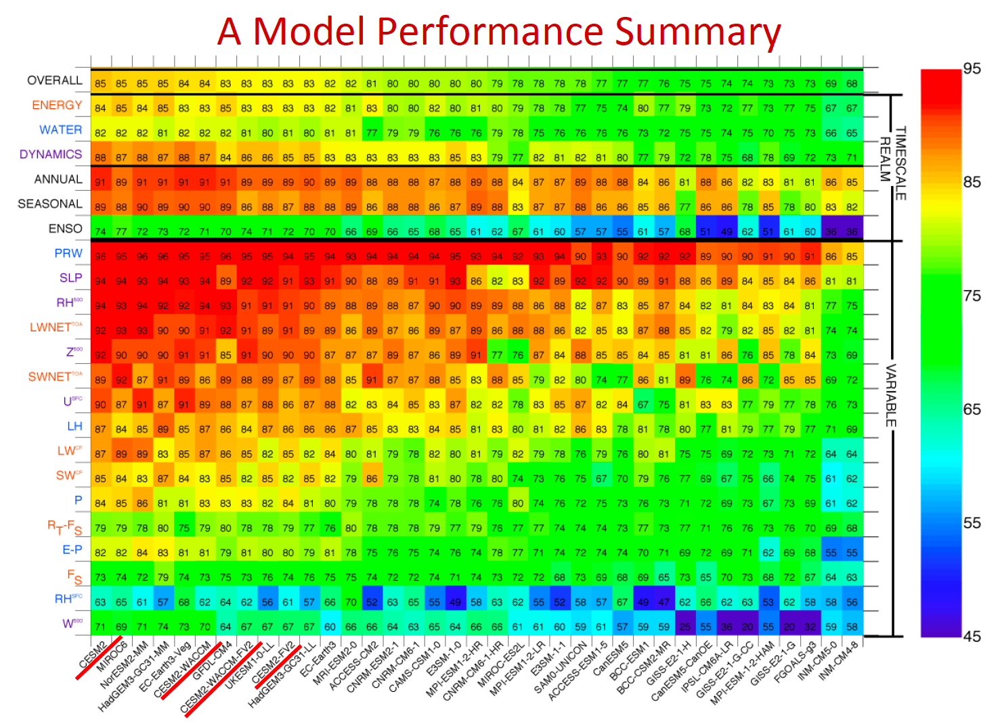 A Model Performance Summary
OVERALL 85 85 85 85 84 84 83 83 83 83 83 82 82 81 80 80 80 80 80 79 78 78 78 78 77 77 77 76 75 75 74 74 73 73 73 69 68
ENERGY 84 85 84 85 83 83 85 83 83 83 83 82 81 83 80 80 82 80 81 80 79 78 78 77 75 74 80 77 79 73 72 77 73 77 75 67 67
WATER 82 82 82 81 82 82 82 81 80 81 80 81 81 77 79 79 76 76 76 79 78 75 76 76 76 76 73 72 75 75 74 75 70 75 73 66 65
DYNAMICS 88 87 88 87 88 87 84 86 86 85 85 83 83 83 83 83 83 85 83 79 77 82 81 82 81 80 77 79 72 78 75 68 78 69 72 73 71
ANNUAL 91 89 91 91 91 91 91 89 89 89 90 89 89 88 88 88 87 88 89 88 84 87 87 89 88 88 84 86 81 88 86 82 83 81 81 86 85
SEASONAL 89 88 90 89 90 90 89 86 88 87 88 88 89 86 88 88 86 87 89 88 83 87 87 88 86 86 85 86 77 86 86 78 85 78 80 83 82
ENSO 74 77 72 73 72 71 70 74 71 72 70 70 66 69 66 65 68 65 61 62 67 61 60 57 57 55 61 57 68 51 49 62 51 61 60 36 36
PRW 96 95 96 96 95 95 96 95 95 94 95 94 93 94 94 94 94 95 93 94 92 93 94 90 93 90 92 92 92 89 90 90 91 90 91 86 85
SLP 94 94 93 94 93 94 89 92 92 91 93 91 90 88 89 91 91 93 86 82 83 92 89 92 92 90 89 91 88 86 89 84 85 84 86 81 81
RH500 94 93 94 92 92 94 93 91 91 91 90 89 88 89 88 87 90 90 89 89 88 86 88 82 87 83 85 87 84 82 81 84 83 84 81 77 75
LWNETTOA 92 93 93 90 90 91 92 91 89 91 89 89 86 89 87 86 89 87 89 86 88 88 86 82 85 83 87 88 85 82 79 82 85 82 81 74 74
Z500 92 90 90 90 91 91 85 91 90 90 90 87 87 87 89 87 86 89 91 77 76 87 84 88 85 85 84 85 81 81 86 76 85 78 84 73 69
SWNETTOA 89 92 87 91 89 86 89 88 89 87 89 88 85 91 87 87 88 85 83 88 85 79 82 80 74 77 86 81 89 76 74 86 72 85 85 69 72
USFC 90 87 91 87 91 89 88 87 88 86 87 88 82 83 84 85 83 87 82 82 78 83 85 87 82 84 67 75 81 83 83 77 79 77 78 76 73
LH 87 84 85 89 85 87 86 84 87 86 86 86 87 85 83 83 84 85 81 83 80 81 82 86 83 78 81 78 80 77 81 79 77 79 77 71 69
LWCF 87 89 89 83 85 87 86 85 82 85 82 84 80 81 79 78 82 80 81 79 82 79 78 76 79 76 80 81 75 75 69 72 73 71 72 64 64
SWCF 85 84 83 87 84 83 85 82 85 82 85 82 79 86 79 78 81 80 78 80 74 73 76 75 67 70 79 76 77 69 67 75 66 74 75 61 62
P 84 85 86 81 81 83 83 83 82 84 81 80 79 78 78 78 74 78 76 76 80 74 76 72 75 73 76 73 71 72 69 73 67 73 69 61 62
RT-FS 79 79 78 80 75 79 80 78 78 79 77 76 80 78 78 78 79 77 79 76 77 77 74 74 74 73 77 73 77 71 76 76 73 76 70 69 68
E-P 82 82 84 83 81 81 79 81 80 80 79 81 78 75 76 75 74 76 74 78 77 71 74 72 74 74 70 71 69 72 69 71 62 69 68 55 55
FS 73 74 72 79 74 73 75 73 76 74 76 75 75 74 72 72 74 71 74 73 72 72 68 73 69 68 69 65 73 65 70 73 68 72 67 64 63
RHSFC 63 65 61 57 68 62 64 62 56 61 57 66 70 52 63 65 55 49 58 63 62 55 52 58 57 67 49 47 62 66 62 63 53 62 58 58 56
W500 71 69 71 74 73 70 64 67 67 67 67 60 66 66 64 63 65 64 66 66 61 61 60 59 61 57 59 59 25 55 36 20 55 20 32 59 58
CESM2
MIROC6
NorESM2-MM
HadGEM3-GC31-MM
EC-Earth3-Veg
CESM2-WACCM
GFDL-CM4
CESM2-WACCM-FV2
UKESM1-0-LL
CESM2-FV2
HadGEM3-GC31-LL
EC-Earth3
MRI-ESM2-0
ACCESS-CM2
CNRM-ESM2-1
CNRM-CM6-1
CAMS-CSM1-0
E3SM-1-0
MPI-ESM1-2-HR
CNRM-CM6-1-HR
MIROC-ES2L
MPI-ESM1-2-LR
E3SM-1-1
SAM0-UNICON
ACCESS-ESM1-5
CanESM5
BCC-ESM1
BCC-CSM2-MR
GISS-E2-1-H
CanESM5-CanOE
IPSL-CM6A-LR
GISS-E2-1-G-CC
MPI-ESM-1-2-HAM
GISS-E2-1-G
FGOALS-g3
INM-CM5-0
INM-CM4-8
REALM
TIMESCALE
VARIABLE
95
85
75
65
55
45